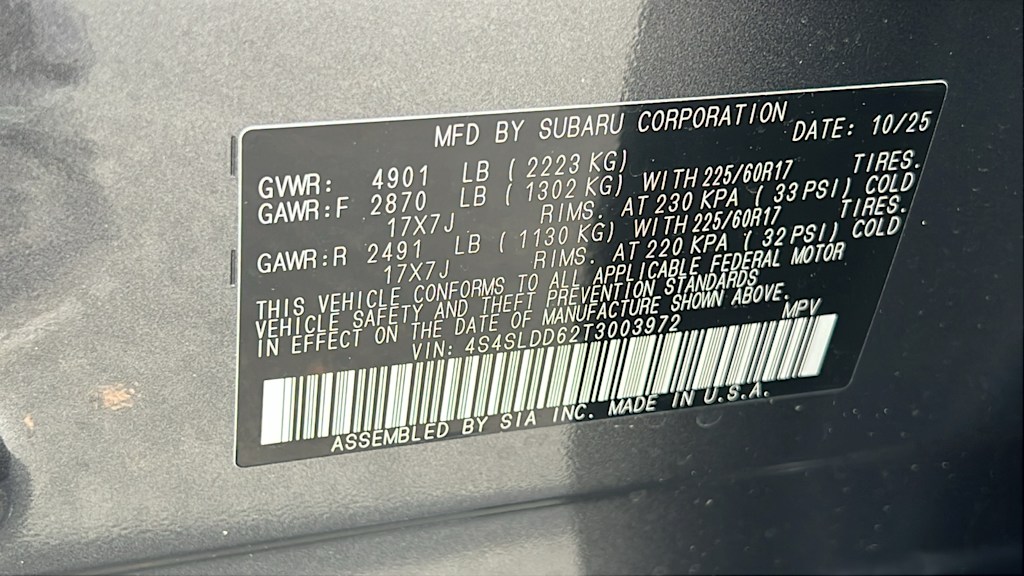 MFD BY SUBARU CORPORATION DATE: 10/25
GVWR: 4901 LB ( 2223 KG)
GAWR:F 2870 LB ( 1302 KG) WITH 225/60R17 TIRES.
17X7J RIMS. AT 230 KPA ( 33 PSI) COLD
GAWR:R 2491 LB ( 1130 KG) WITH 225/60R17 TIRES.
17X7J RIMS. AT 220 KPA ( 32 PSI) COLD
THIS VEHICLE CONFORMS TO ALL APPLICABLE FEDERAL MOTOR
VEHICLE SAFETY AND THEFT PREVENTION STANDARDS
IN EFFECT ON THE DATE OF MANUFACTURE SHOWN ABOVE.
VIN: 4S4SLDD62T3003972 MPV
ASSEMBLED BY SIA INC. MADE IN U.S.A.